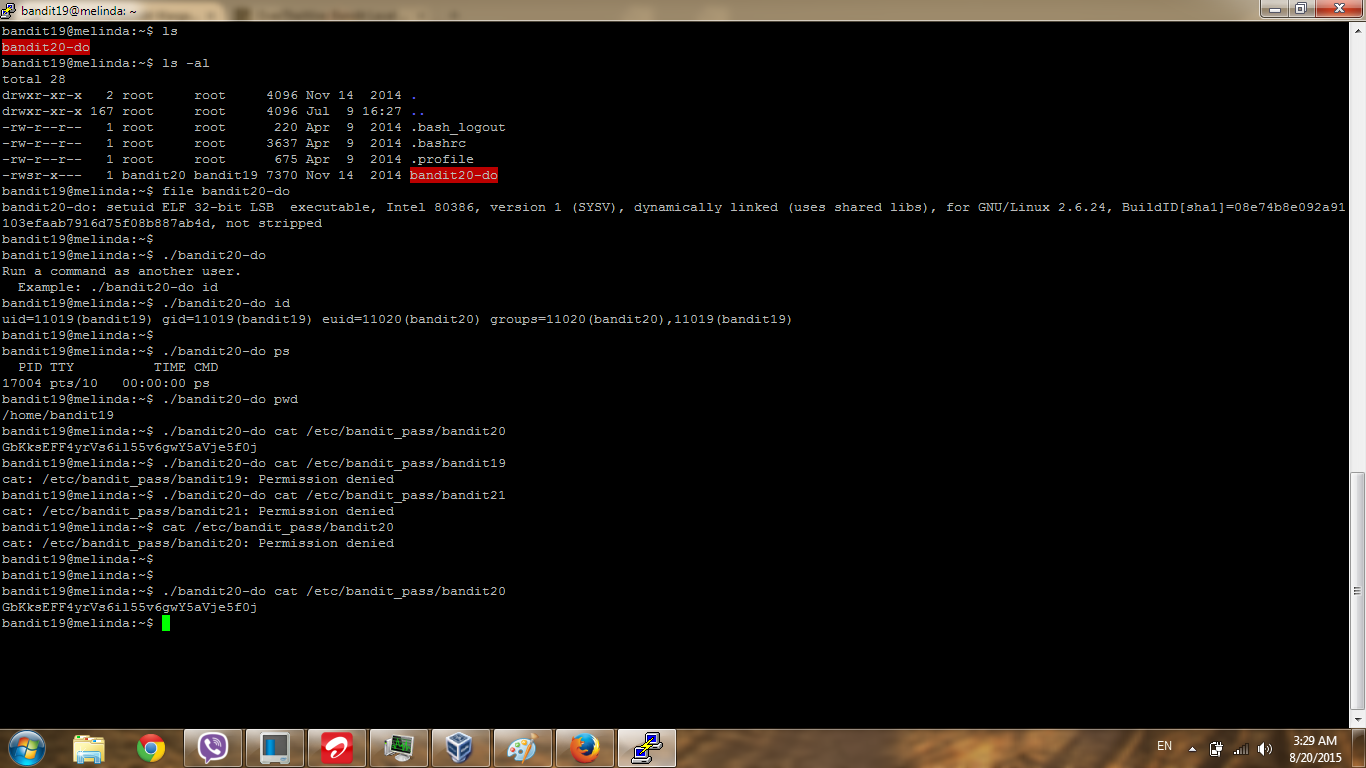 bandit19@melinda: ~
bandit19@melinda:~$ ls
bandit20-do
bandit19@melinda:~$ ls -al
total 28
drwxr-xr-x   2 root     root     4096 Nov 14  2014 .
drwxr-xr-x 167 root     root     4096 Jul  9 16:27 ..
-rw-r--r--   1 root     root      220 Apr  9  2014 .bash_logout
-rw-r--r--   1 root     root     3637 Apr  9  2014 .bashrc
-rw-r--r--   1 root     root      675 Apr  9  2014 .profile
-rwsr-x---   1 bandit20 bandit19 7370 Nov 14  2014 bandit20-do
bandit19@melinda:~$ file bandit20-do
bandit20-do: setuid ELF 32-bit LSB  executable, Intel 80386, version 1 (SYSV), dynamically linked (uses shared libs), for GNU/Linux 2.6.24, BuildID[sha1]=08e74b8e092a91
103efaab7916d75f08b887ab4d, not stripped
bandit19@melinda:~$
bandit19@melinda:~$ ./bandit20-do
Run a command as another user.
  Example: ./bandit20-do id
bandit19@melinda:~$ ./bandit20-do id
uid=11019(bandit19) gid=11019(bandit19) euid=11020(bandit20) groups=11020(bandit20),11019(bandit19)
bandit19@melinda:~$
bandit19@melinda:~$ ./bandit20-do ps
  PID TTY          TIME CMD
17004 pts/10   00:00:00 ps
bandit19@melinda:~$ ./bandit20-do pwd
/home/bandit19
bandit19@melinda:~$ ./bandit20-do cat /etc/bandit_pass/bandit20
GbKksEFF4yrVs6il55v6gwY5aVje5f0j
bandit19@melinda:~$ ./bandit20-do cat /etc/bandit_pass/bandit19
cat: /etc/bandit_pass/bandit19: Permission denied
bandit19@melinda:~$ ./bandit20-do cat /etc/bandit_pass/bandit21
cat: /etc/bandit_pass/bandit21: Permission denied
bandit19@melinda:~$ cat /etc/bandit_pass/bandit20
cat: /etc/bandit_pass/bandit20: Permission denied
bandit19@melinda:~$
bandit19@melinda:~$
bandit19@melinda:~$ ./bandit20-do cat /etc/bandit_pass/bandit20
GbKksEFF4yrVs6il55v6gwY5aVje5f0j
bandit19@melinda:~$
EN
3:29 AM
8/20/2015